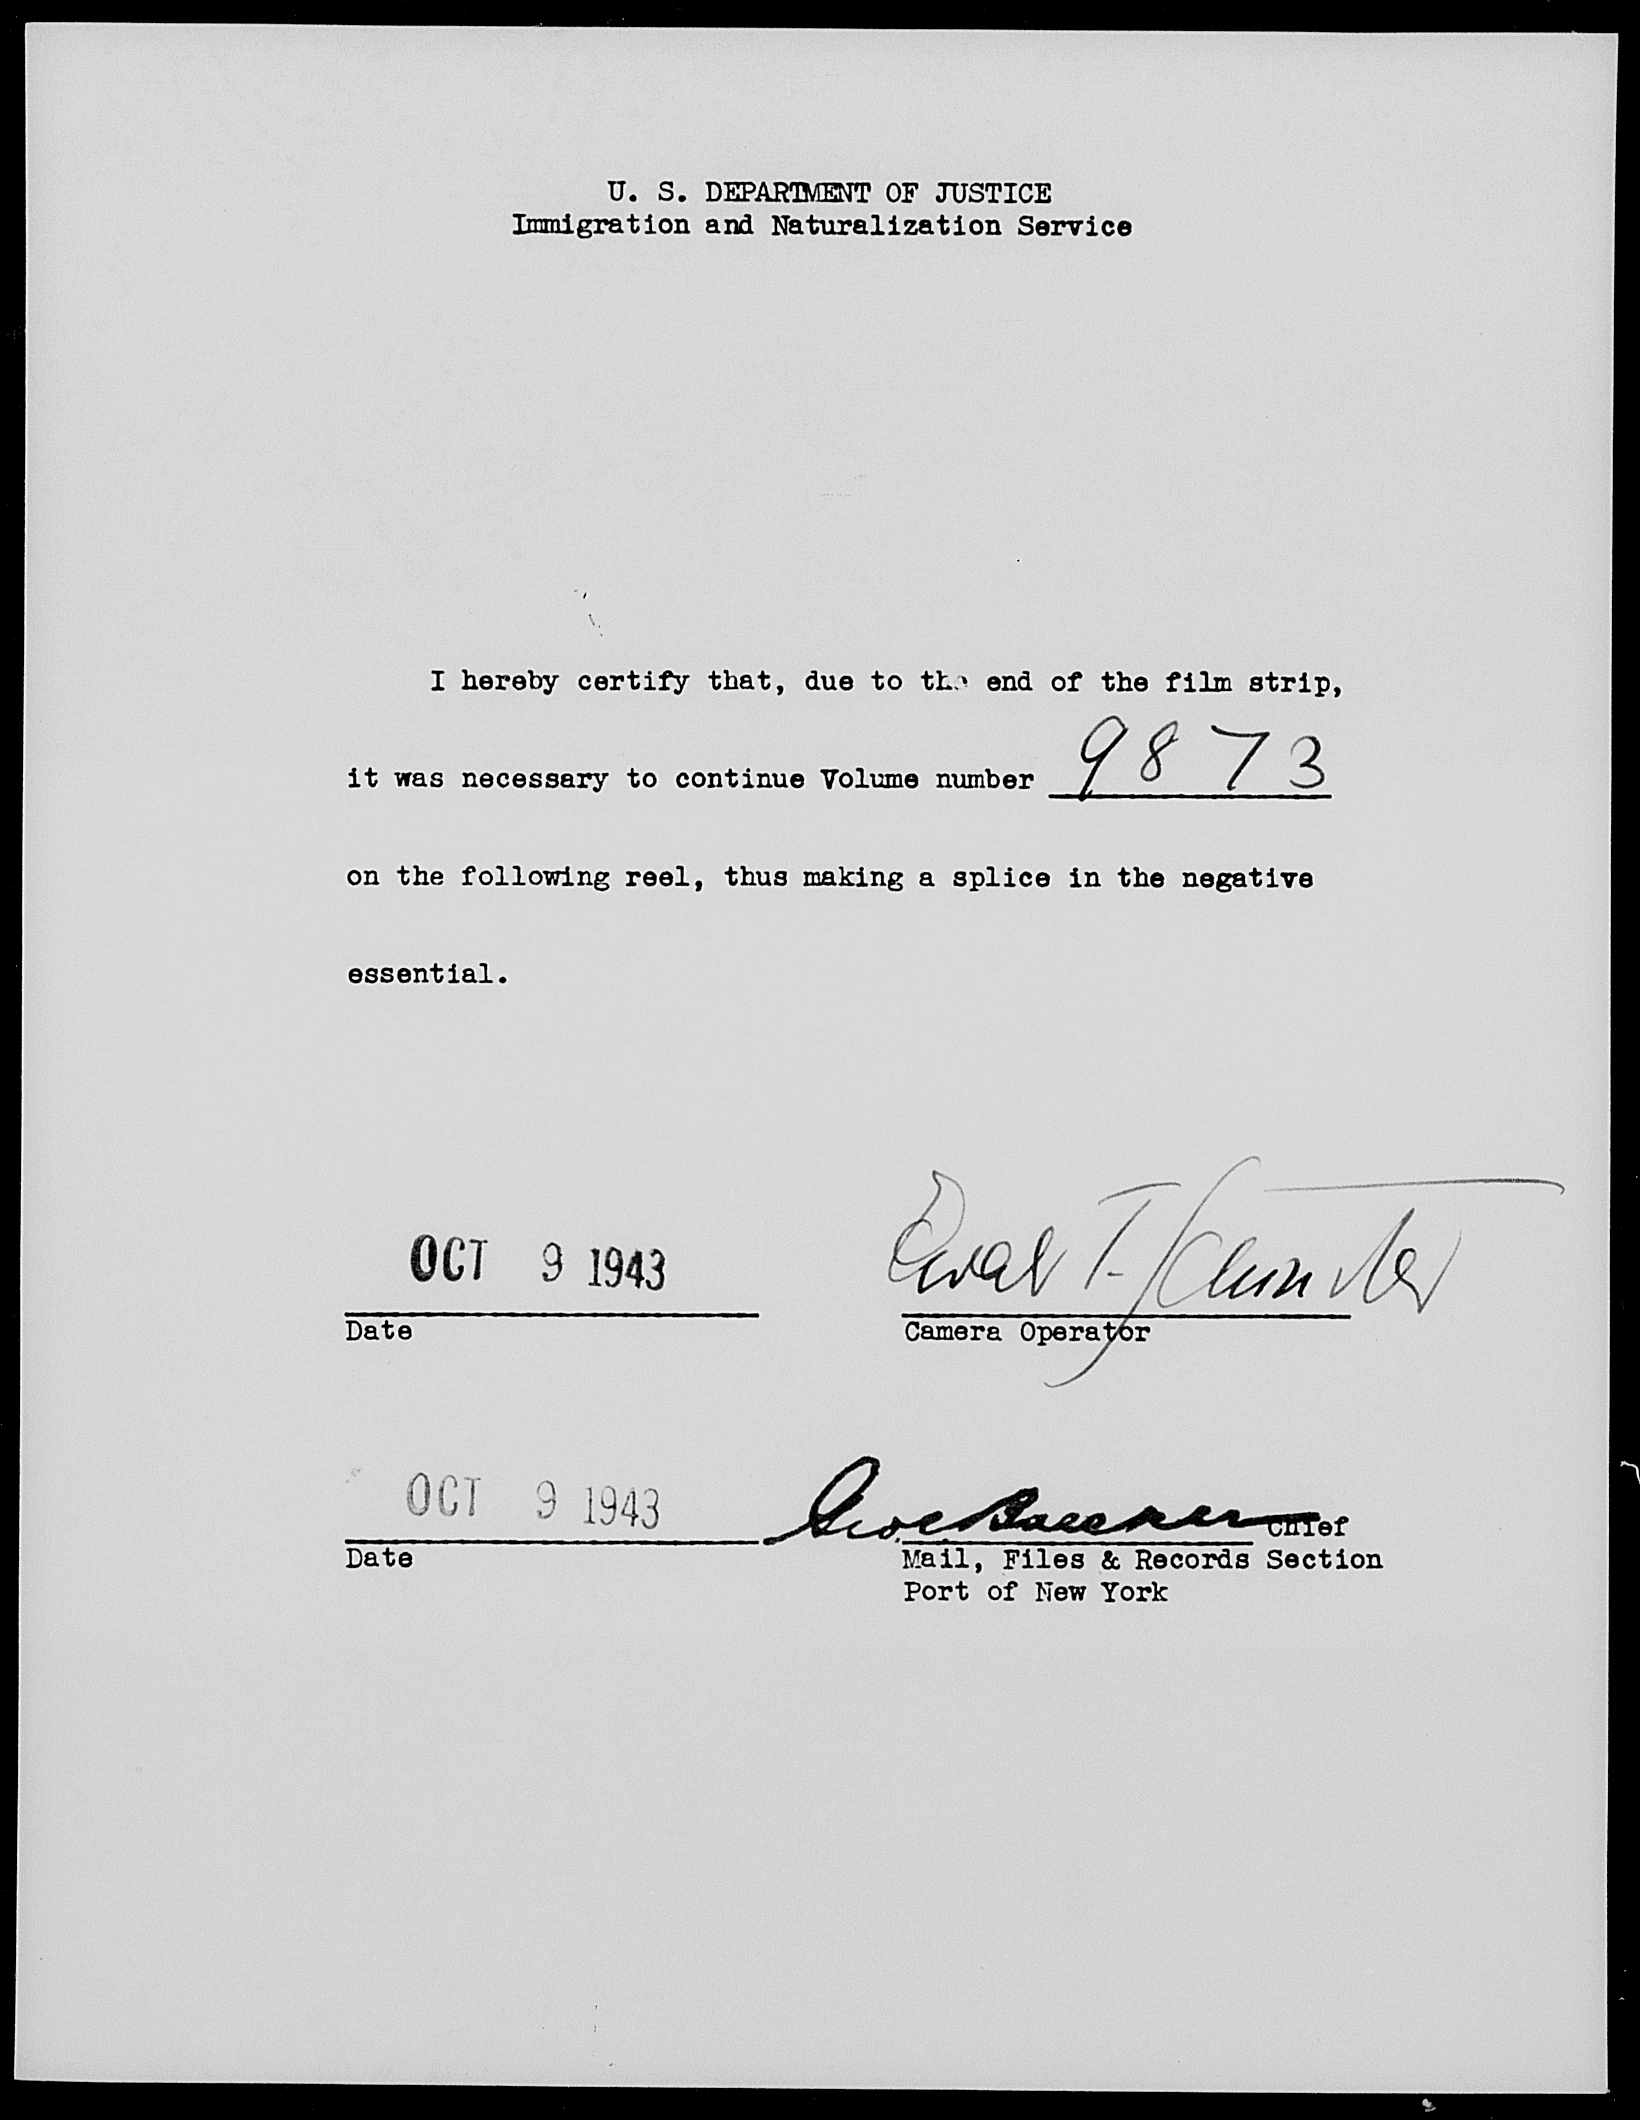 U. S. DEPARTMENT OF JUSTICE
Immigration and Naturalization Service
I hereby certify that, due to the end of the film strip,
it was necessary to continue Volume number 9873
on the following reel, thus making a splice in the negative
essential.
OCT 9 1943
Date
Camera Operator
OCT 9 1943
Chief
Date
Mail, Files & Records Section
Port of New York